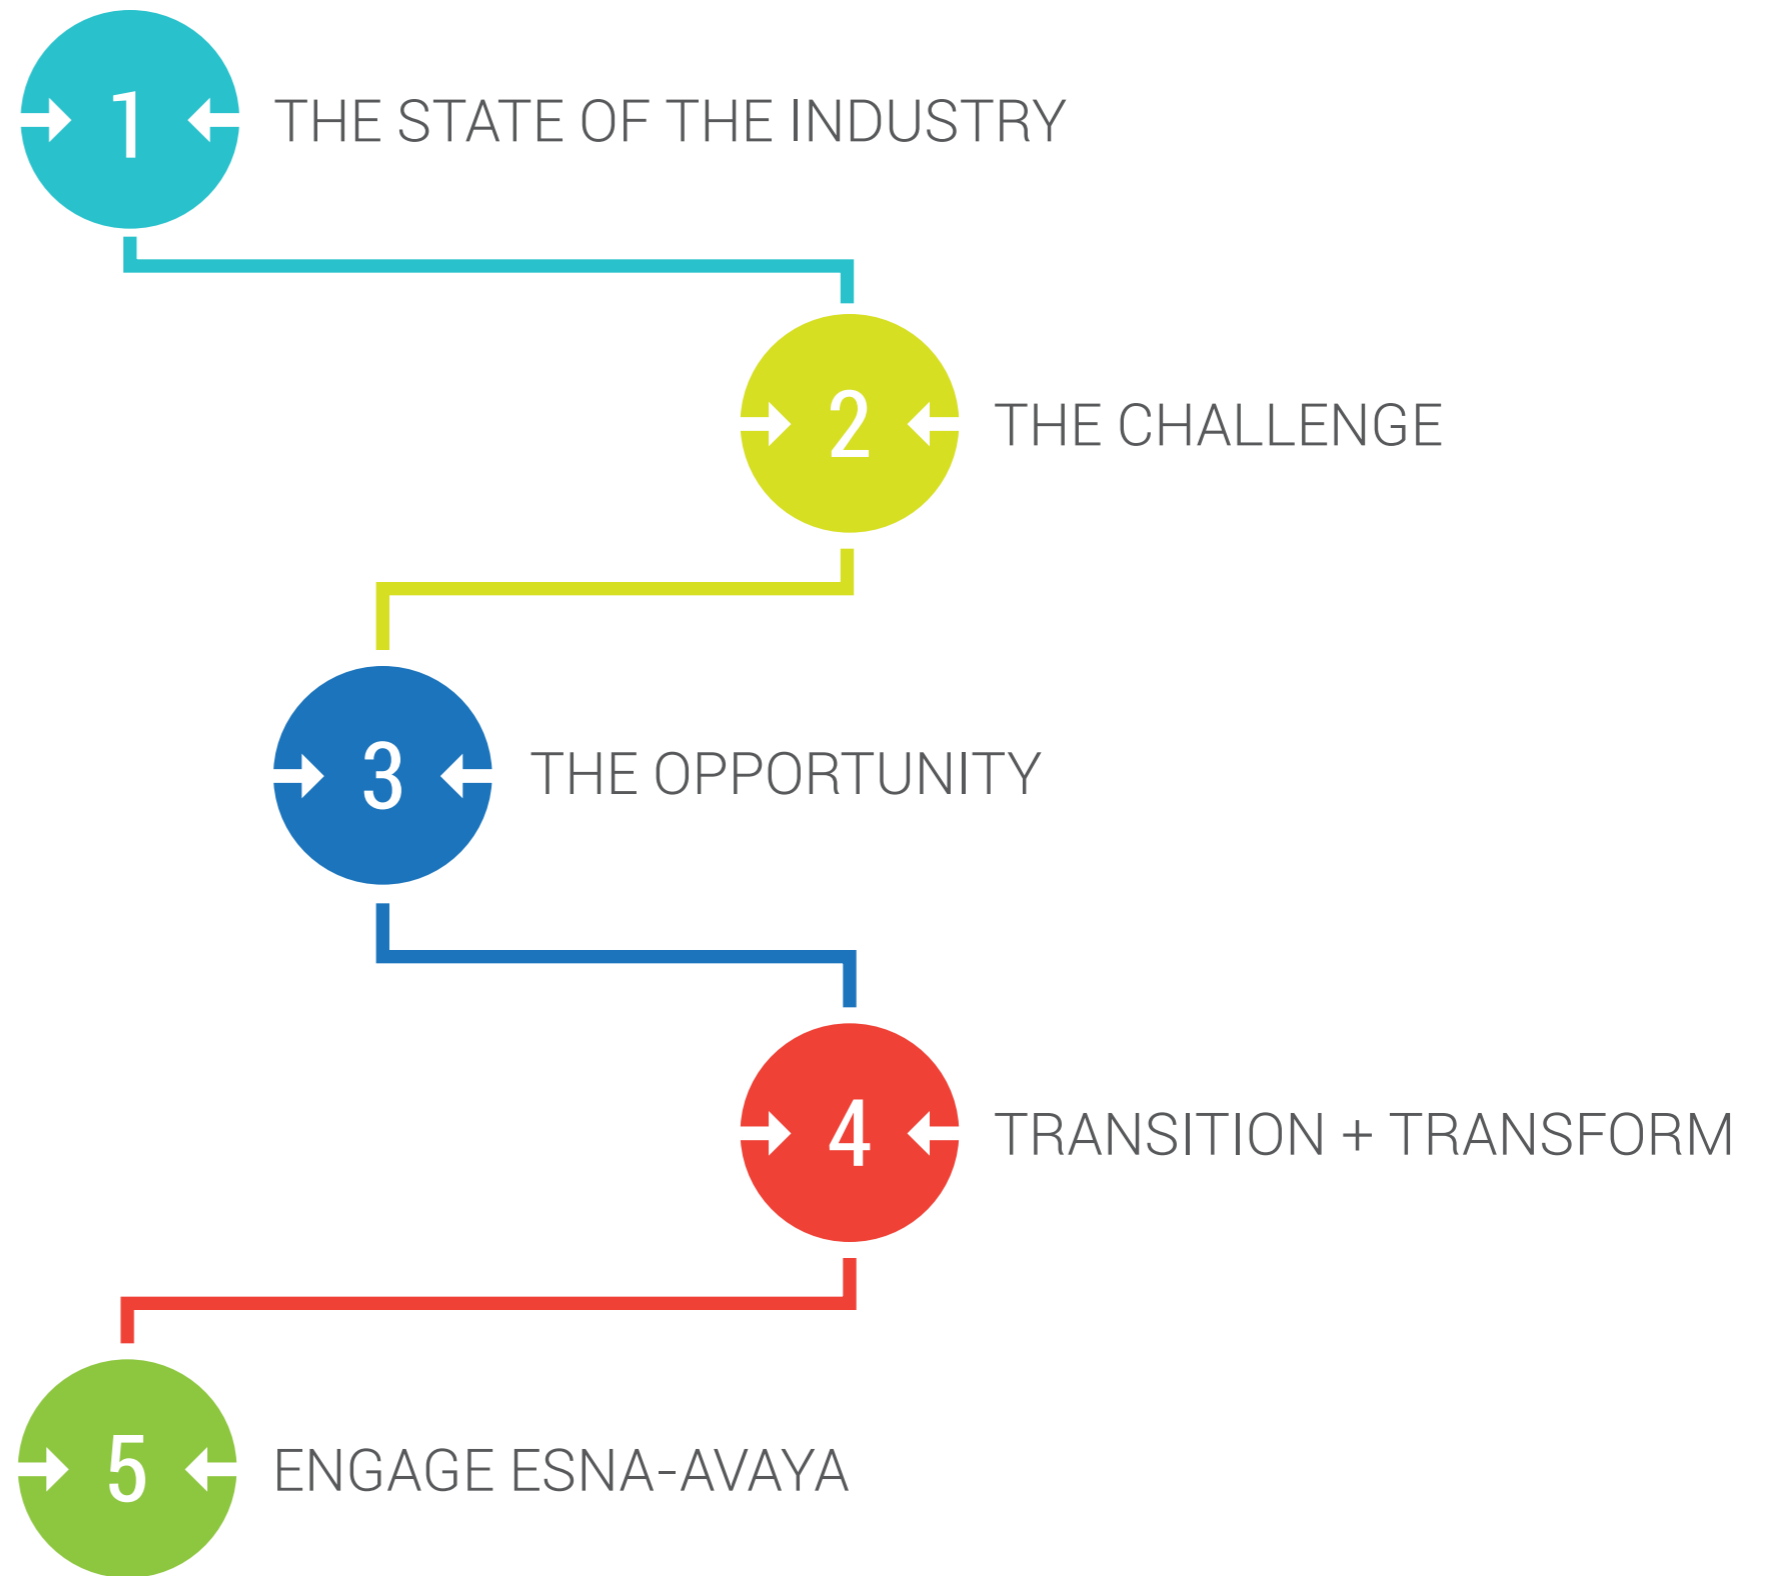 1 THE STATE OF THE INDUSTRY
2 THE CHALLENGE
3 THE OPPORTUNITY
4 TRANSITION + TRANSFORM
5 ENGAGE ESNA-AVAYA